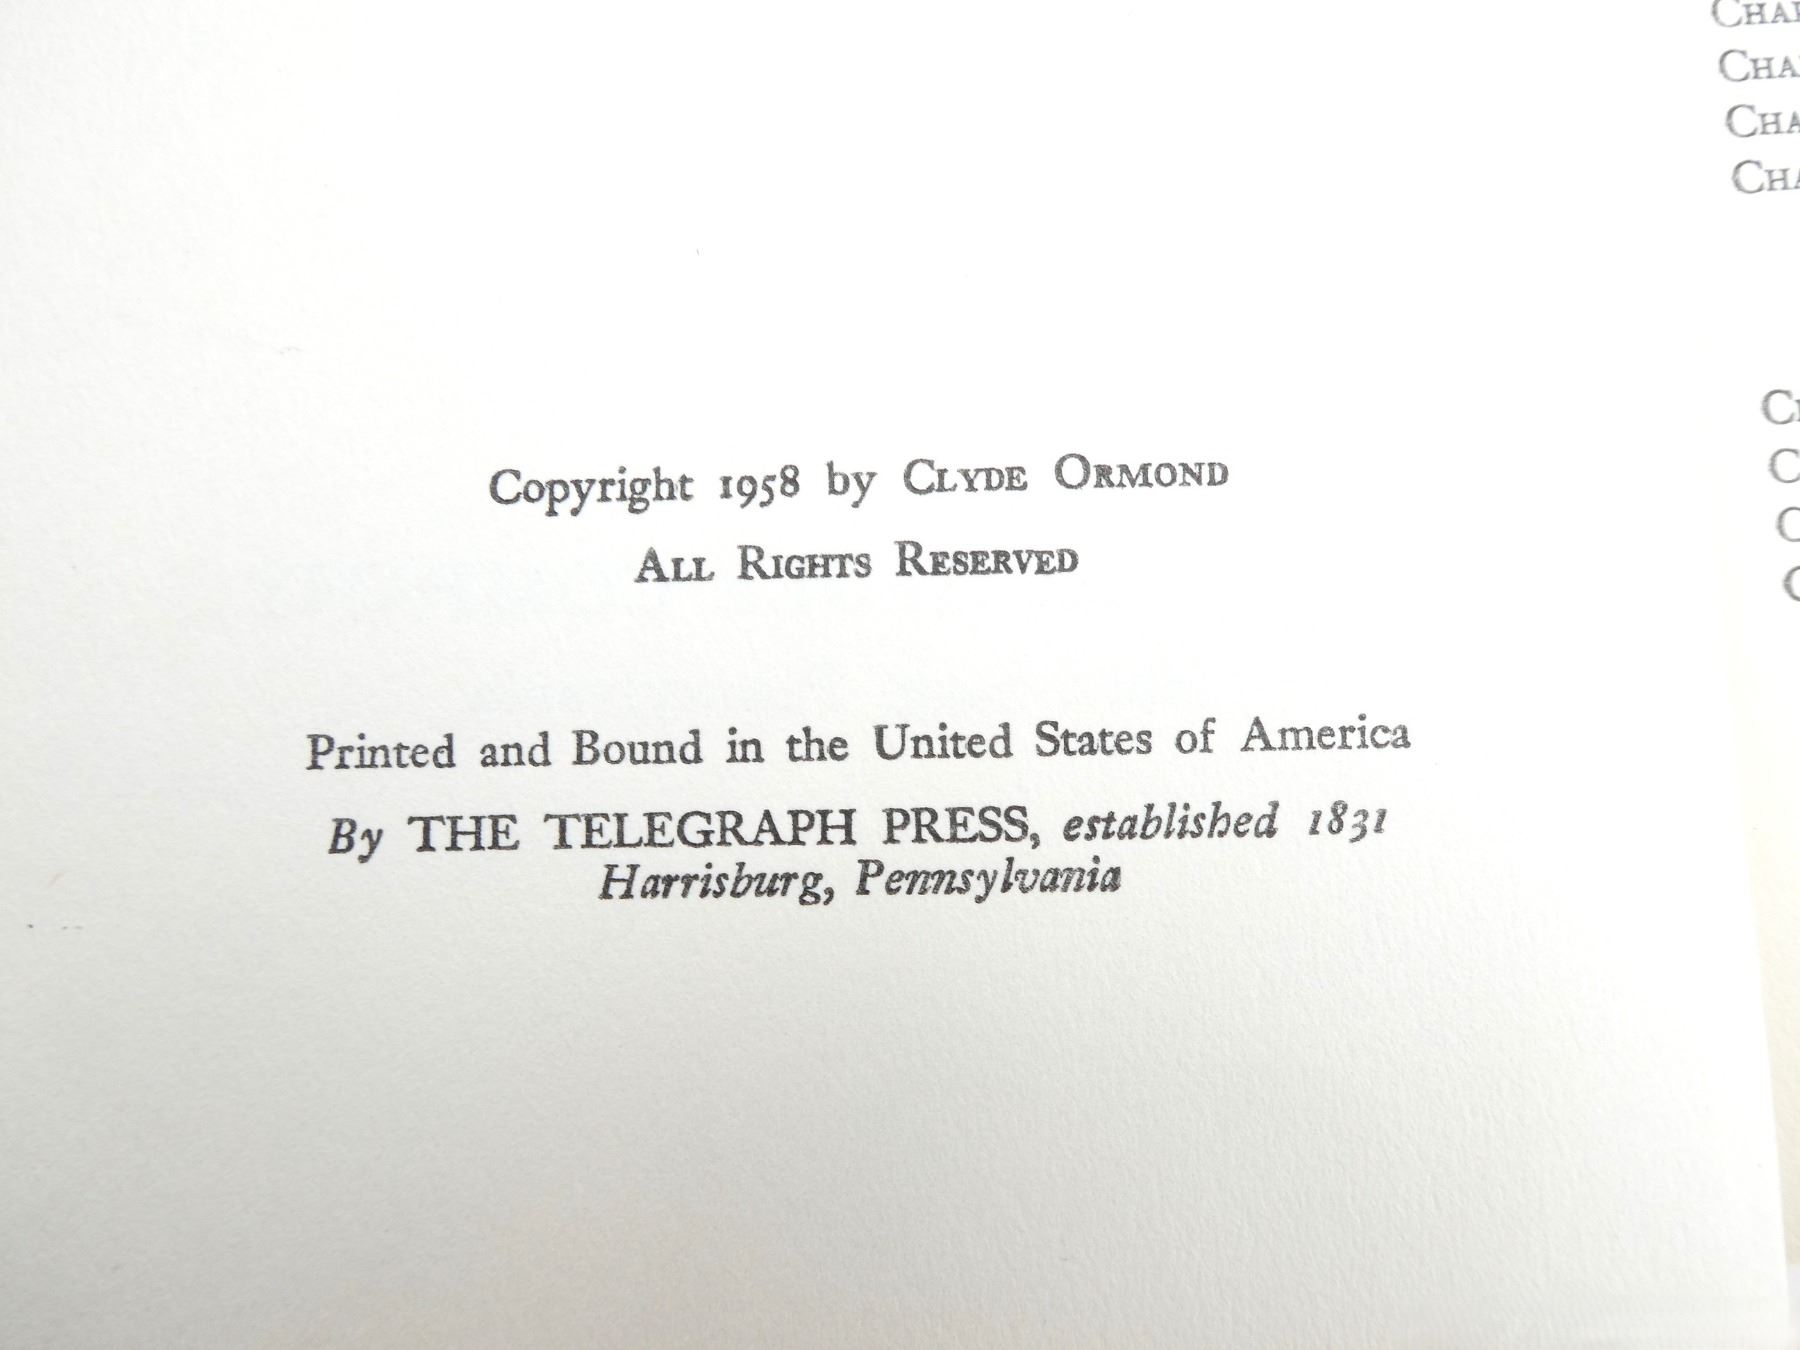 Copyright 1958 by CLYDE ORMOND
ALL RIGHTS RESERVED
Printed and Bound in the United States of America
By THE TELEGRAPH PRESS, established 1831
Harrisburg, Pennsylvania